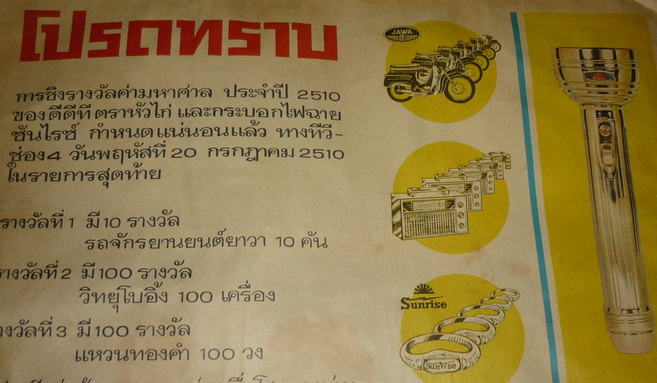 โปรดทราบ
การชิงรางวัลค่ามหาศาล ประจำปี 2510
ของดีดีที ตราหัวไก่ และกระบอกไฟฉาย
ซันไรซ์ กำหนดแน่นอนแล้ว ทางทีวี-
ช่อง4 วันพฤหัสที่ 20 กรกฎาคม 2510
ในรายการสุดท้าย
รางวัลที่ 1 มี 10 รางวัล
รถจักรยานยนต์ยาวา 10 คัน
รางวัลที่ 2 มี 100 รางวัล
วิทยุโบอิ้ง 100 เครื่อง
รางวัลที่ 3 มี 100 รางวัล
แหวนทองคำ 100 วง
JAWA
Sunrise
Sunrise